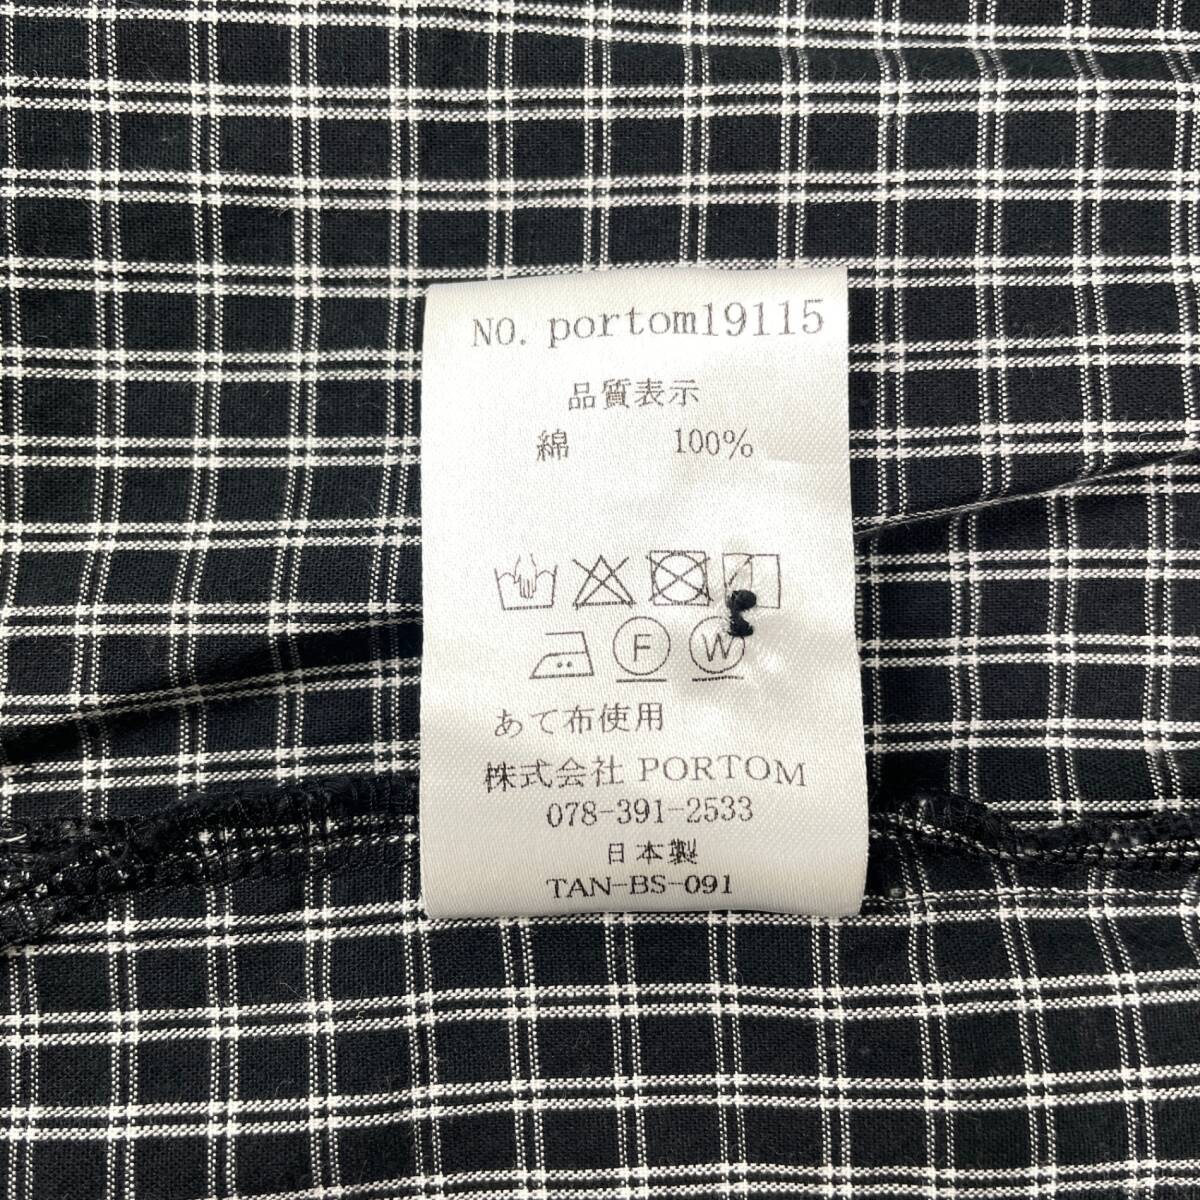 NO. portom19115
品質表示
綿 100%
F W
あて布使用
株式会社 PORTOM
078-391-2533
日本製
TAN-BS-091